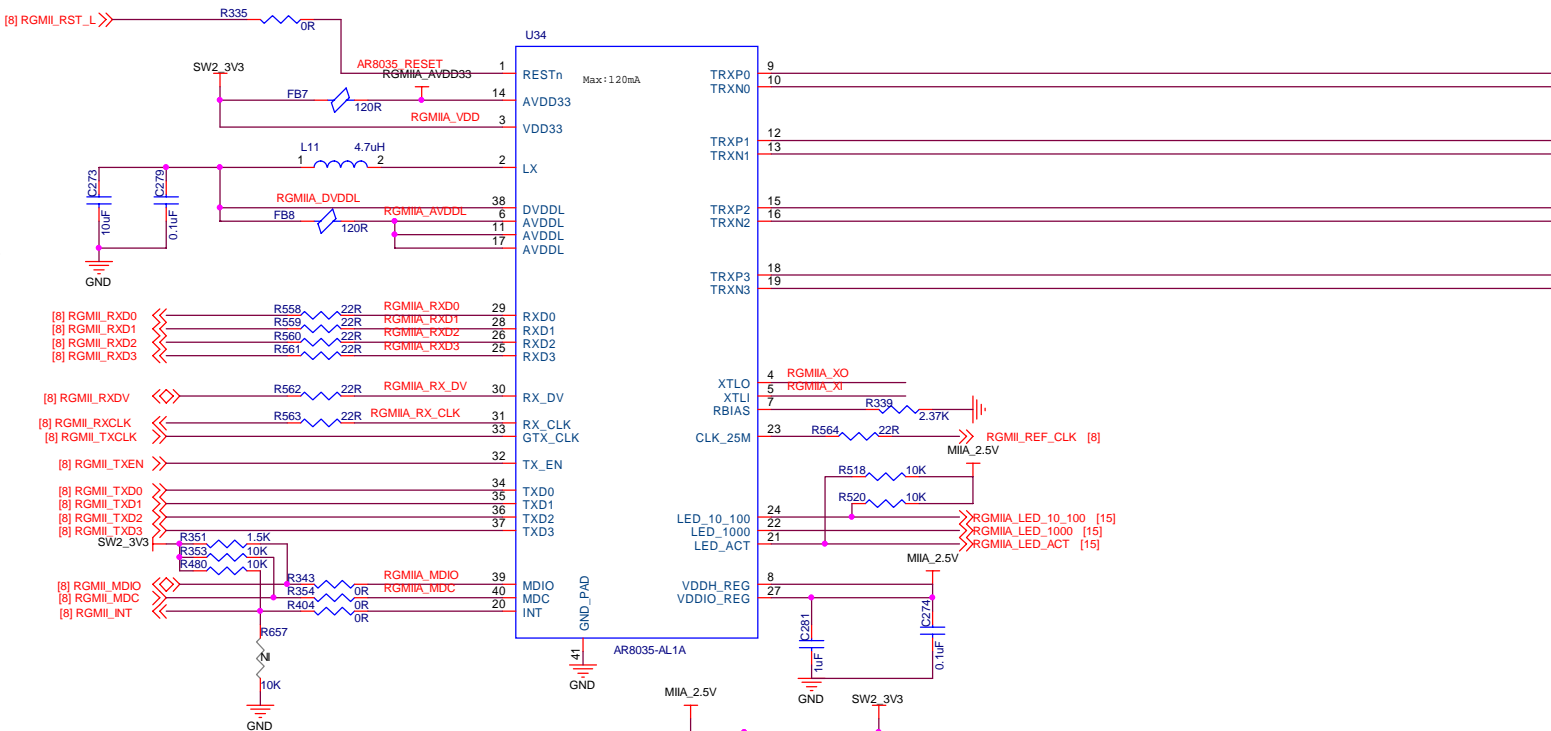 [8] RGMII_RST_L
R335
0R
U34
SW2_3V3
AR8035_RESET
1
RESTn
Max:120mA
TRXP0
9
RGMIIA_AVDD33
TRXN0
10
FB7
120R
14
AVDD33
RGMIIA_VDD
3
VDD33
TRXP1
12
TRXN1
13
L11
4.7uH
1
2
2
LX
C273
10uF
C279
0.1uF
RGMIIA_DVDDL
38
DVDDL
TRXP2
15
FB8
120R
RGMIIA_AVDDL
6
AVDDL
TRXN2
16
11
AVDDL
17
AVDDL
GND
TRXP3
18
TRXN3
19
[8] RGMII_RXD0
R558
22R
RGMIIA_RXD0
29
RXD0
[8] RGMII_RXD1
R559
22R
RGMIIA_RXD1
28
RXD1
[8] RGMII_RXD2
R560
22R
RGMIIA_RXD2
26
RXD2
[8] RGMII_RXD3
R561
22R
RGMIIA_RXD3
25
RXD3
XTLO
4
RGMIIA_XO
XTLI
5
RGMIIA_XI
[8] RGMII_RXDV
R562
22R
RGMIIA_RX_DV
30
RX_DV
RBIAS
7
R339
2.37K
[8] RGMII_RXCLK
R563
22R
RGMIIA_RX_CLK
31
RX_CLK
[8] RGMII_TXCLK
33
GTX_CLK
CLK_25M
23
R564
22R
RGMII_REF_CLK [8]
MIIA_2.5V
[8] RGMII_TXEN
32
TX_EN
R518
10K
[8] RGMII_TXD0
34
TXD0
R520
10K
[8] RGMII_TXD1
35
TXD1
[8] RGMII_TXD2
36
TXD2
LED_10_100
24
RGMIIA_LED_10_100 [15]
[8] RGMII_TXD3
37
TXD3
LED_1000
22
RGMIIA_LED_1000 [15]
LED_ACT
21
RGMIIA_LED_ACT [15]
SW2_3V3
R351
1.5K
R353
10K
R480
10K
MIIA_2.5V
[8] RGMII_MDIO
R343
0R
RGMIIA_MDIO
39
MDIO
VDDH_REG
8
[8] RGMII_MDC
R354
0R
RGMIIA_MDC
40
MDC
VDDIO_REG
27
[8] RGMII_INT
R404
0R
20
INT
GND_PAD
41
C281
1uF
C274
0.1uF
R657
NI
10K
GND
AR8035-AL1A
GND
GND
MIIA_2.5V
SW2_3V3